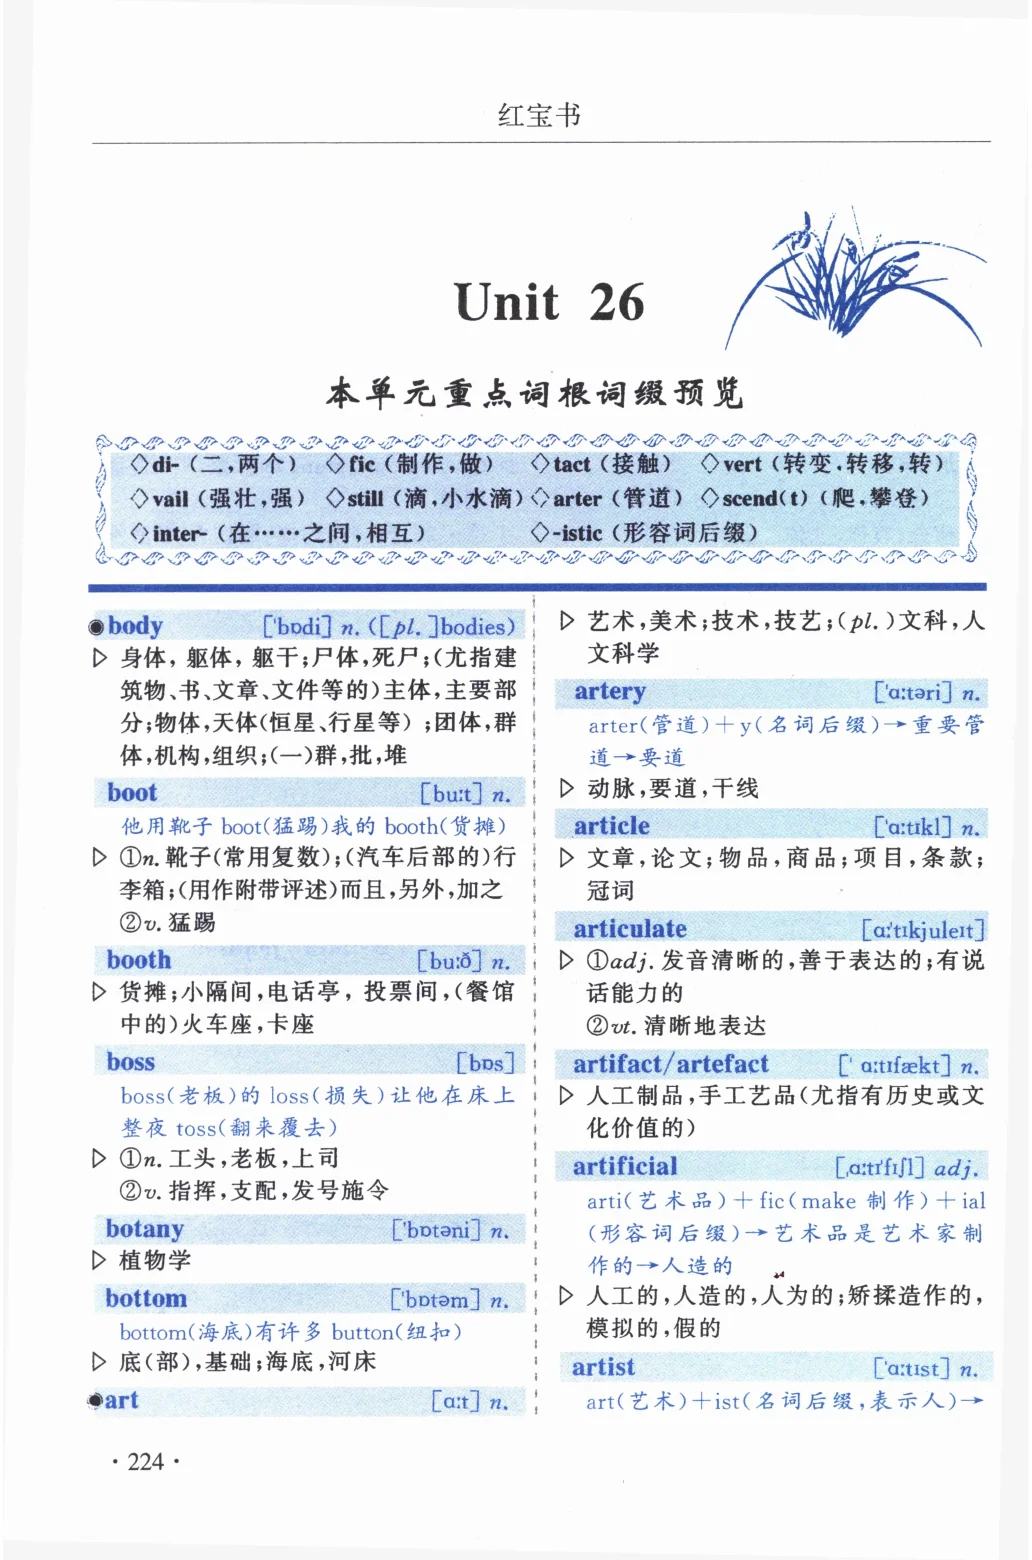 红宝书
Unit 26
本单元重点词根词缀预览
◇di-（二,两个） ◇fic（制作,做） ◇tact（接触） ◇vert（转变,转移,转）
◇vail（强壮,强） ◇still（滴,小水滴） ◇arter（管道） ◇scend(t)（爬,攀登）
◇inter-（在……之间,相互） ◇-istic（形容词后缀）
body ['bɒdi] n. ([pl. ]bodies)
▷ 身体, 躯体, 躯干;尸体,死尸;(尤指建
筑物、书、文章、文件等的)主体,主要部
分;物体,天体(恒星、行星等) ;团体,群
体,机构,组织;(一)群,批,堆
boot [bu:t] n.
他用靴子 boot(猛踢)我的 booth(货摊)
▷ ①n. 靴子(常用复数);(汽车后部的)行
李箱;(用作附带评述)而且,另外,加之
②v. 猛踢
booth [bu:ð] n.
▷ 货摊;小隔间,电话亭, 投票间,(餐馆
中的)火车座,卡座
boss [bɒs]
boss(老板)的 loss(损失)让他在床上
整夜 toss(翻来覆去)
▷ ①n. 工头,老板,上司
②v. 指挥,支配,发号施令
botany ['bɒtəni] n.
▷ 植物学
bottom ['bɒtəm] n.
bottom(海底)有许多 button(纽扣)
▷ 底(部),基础;海底,河床
art [ɑ:t] n.
▷ 艺术,美术;技术,技艺;(pl. )文科,人
文科学
artery ['ɑ:təri] n.
arter(管道)＋y(名词后缀)→重要管
道→要道
▷ 动脉,要道,干线
article ['ɑ:tɪkl] n.
▷ 文章,论文;物品,商品;项目,条款;
冠词
articulate [ɑ:'tɪkjuleɪt]
▷ ①adj. 发音清晰的,善于表达的;有说
话能力的
②vt. 清晰地表达
artifact/artefact [' ɑ:tɪfækt] n.
▷ 人工制品,手工艺品(尤指有历史或文
化价值的)
artificial [ˌɑ:tɪ'fɪʃl] adj.
arti(艺术品)＋fic(make 制作)＋ial
(形容词后缀)→艺术品是艺术家制
作的→人造的
▷ 人工的,人造的,人为的;矫揉造作的,
模拟的,假的
artist ['ɑ:tɪst] n.
art(艺术)＋ist(名词后缀,表示人)→
· 224 ·